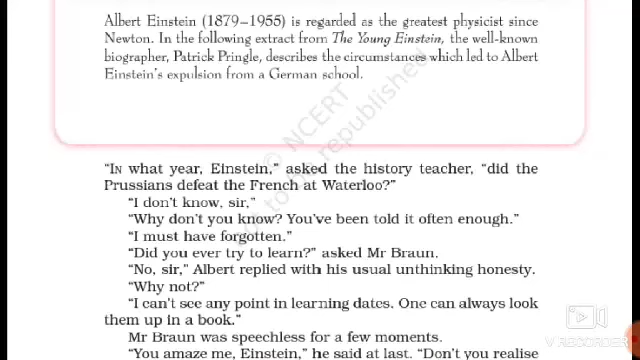 Albert Einstein (1879–1955) is regarded as the greatest physicist since
Newton. In the following extract from The Young Einstein, the well-known
biographer, Patrick Pringle, describes the circumstances which led to Albert
Einstein's expulsion from a German school.
© NCERT
not to be republished
“IN what year, Einstein,” asked the history teacher, “did the
Prussians defeat the French at Waterloo?”
“I don't know, sir,”
“Why don't you know? You've been told it often enough.”
“I must have forgotten.”
“Did you ever try to learn?” asked Mr Braun.
“No, sir,” Albert replied with his usual unthinking honesty.
“Why not?”
“I can't see any point in learning dates. One can always look
them up in a book.”
Mr Braun was speechless for a few moments.
“You amaze me, Einstein,” he said at last. “Don't you realise
V RECORDER